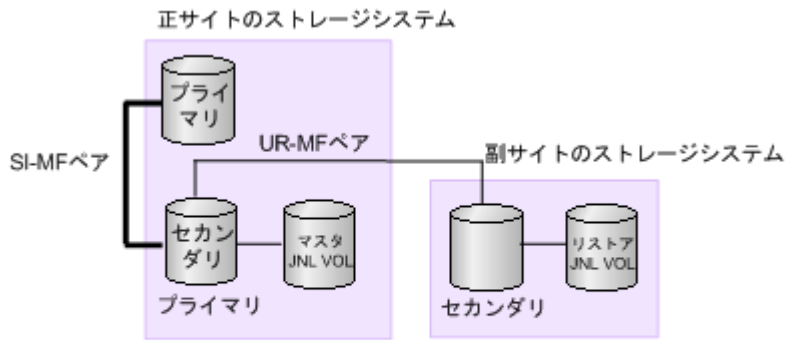 正サイトのストレージシステム
プライ
マリ
SI-MFペア
UR-MFペア
副サイトのストレージシステム
セカン
ダリ
マスタ
JNL VOL
リストア
JNL VOL
プライマリ
セカンダリ